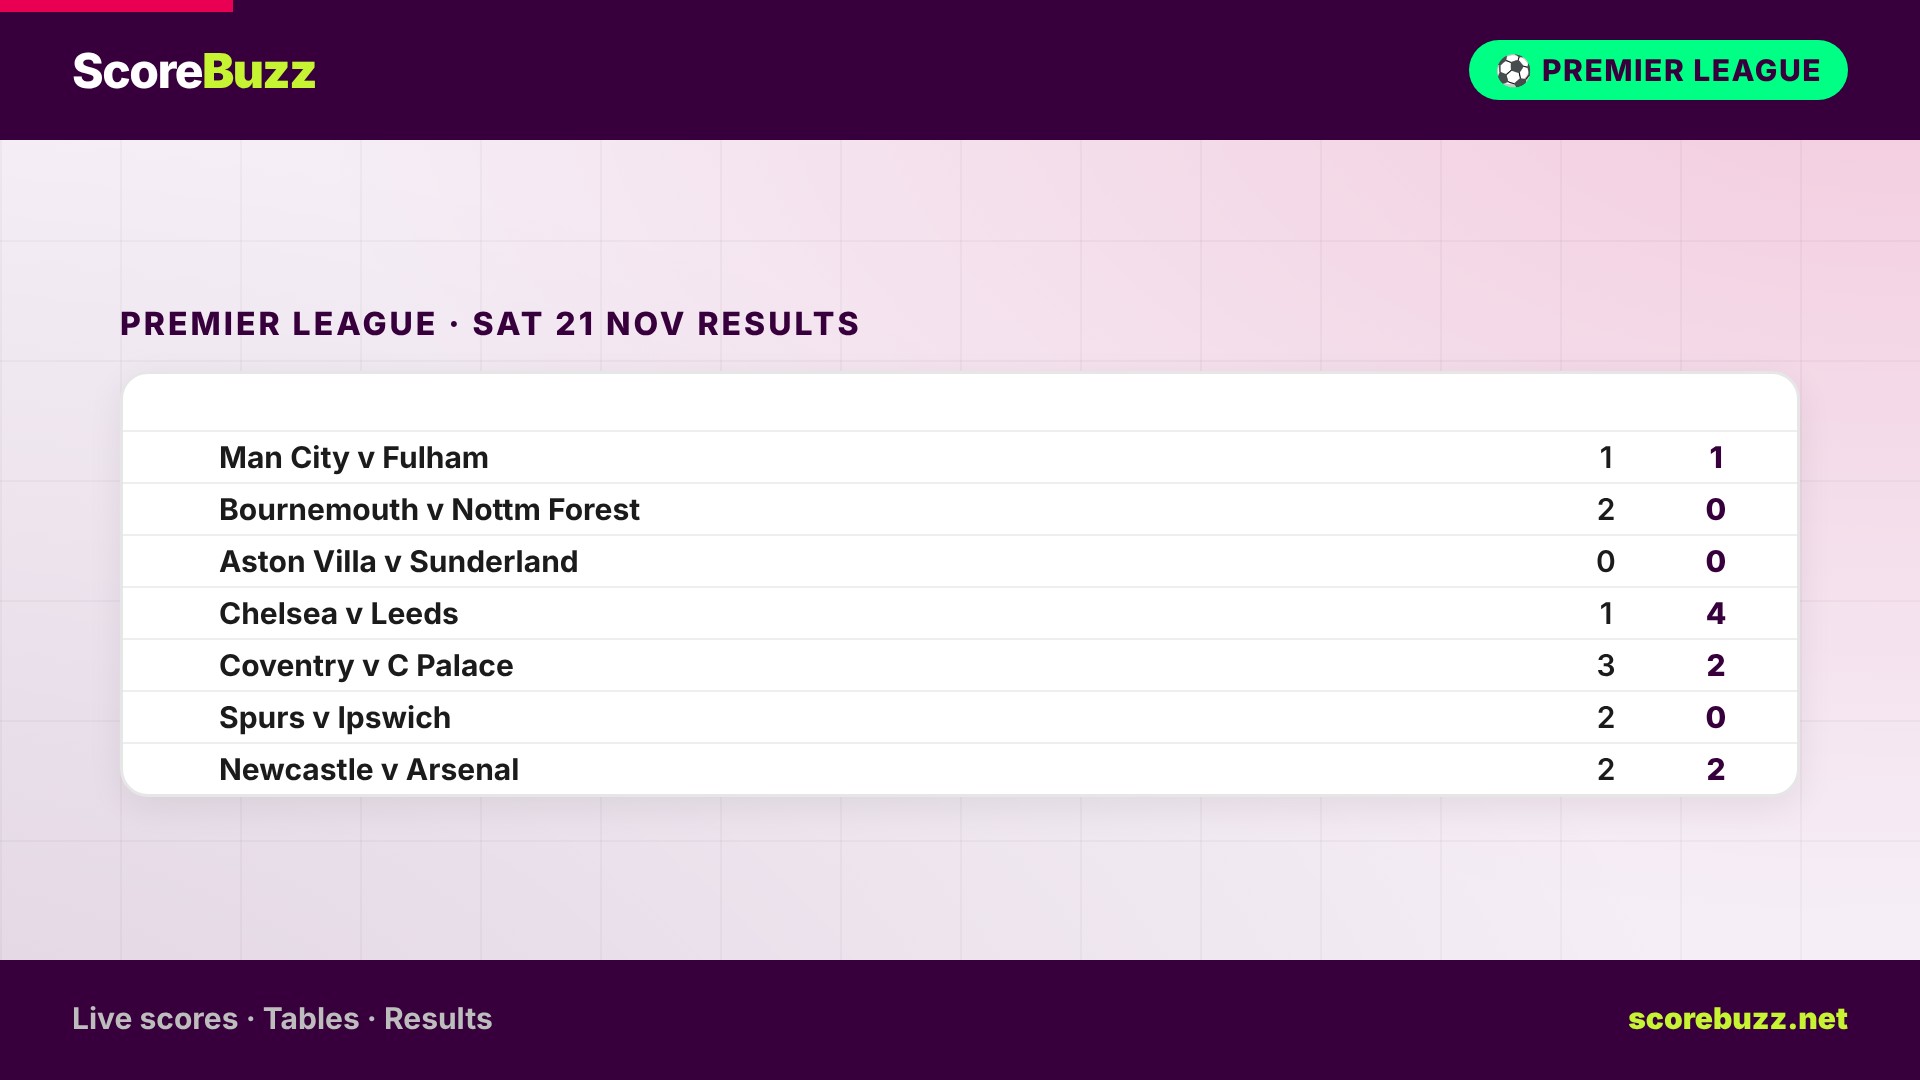 ScoreBuzz
⚽ PREMIER LEAGUE
PREMIER LEAGUE · SAT 21 NOV RESULTS
Man City v Fulham 1 1
Bournemouth v Nottm Forest 2 0
Aston Villa v Sunderland 0 0
Chelsea v Leeds 1 4
Coventry v C Palace 3 2
Spurs v Ipswich 2 0
Newcastle v Arsenal 2 2
Live scores · Tables · Results
scorebuzz.net